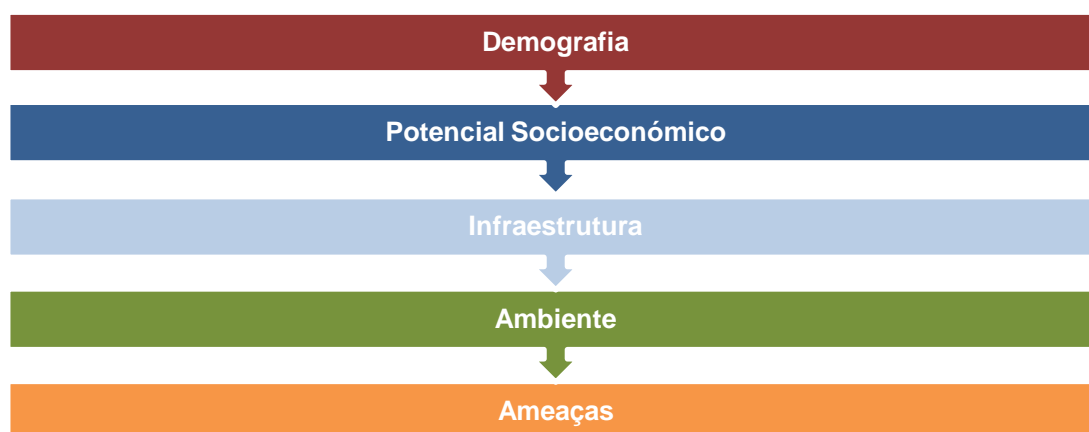 Demografia
Potencial Socioeconómico
Infraestrutura
Ambiente
Ameaças